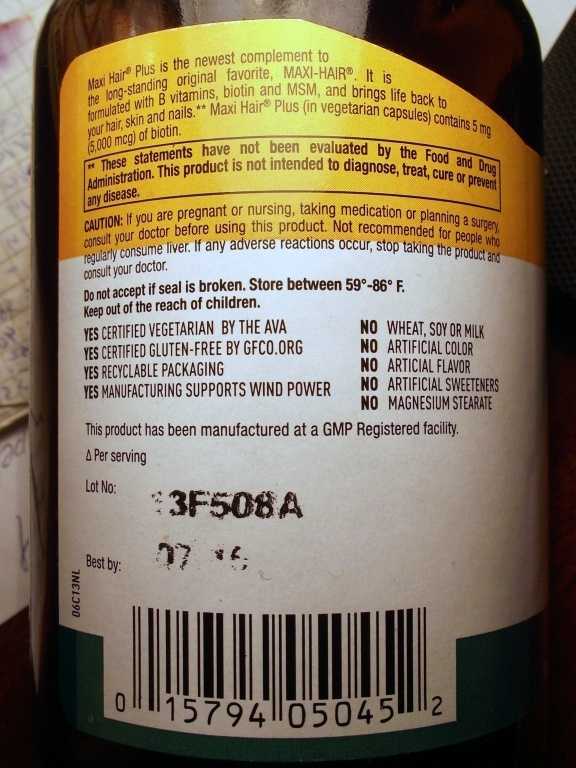 Maxi Hair® Plus is the newest complement to
the long-standing original favorite, MAXI-HAIR®. It is
formulated with B vitamins, biotin and MSM, and brings life back to
your hair, skin and nails.** Maxi Hair® Plus (in vegetarian capsules) contains 5 mg
(5,000 mcg) of biotin.
** These statements have not been evaluated by the Food and Drug
Administration. This product is not intended to diagnose, treat, cure or prevent
any disease.
CAUTION: If you are pregnant or nursing, taking medication or planning a surgery,
consult your doctor before using this product. Not recommended for people who
regularly consume liver. If any adverse reactions occur, stop taking the product and
consult your doctor.
Do not accept if seal is broken. Store between 59°-86° F.
Keep out of the reach of children.
YES CERTIFIED VEGETARIAN BY THE AVA
YES CERTIFIED GLUTEN-FREE BY GFCO.ORG
YES RECYCLABLE PACKAGING
YES MANUFACTURING SUPPORTS WIND POWER
NO WHEAT, SOY OR MILK
NO ARTIFICIAL COLOR
NO ARTICIAL FLAVOR
NO ARTIFICIAL SWEETENERS
NO MAGNESIUM STEARATE
This product has been manufactured at a GMP Registered facility.
Δ Per serving
Lot No: 3F508A
Best by: 07
06C13NL
0 15794 05045 2